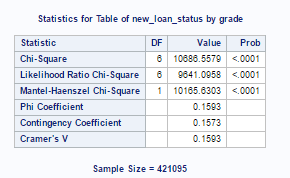 Statistics for Table of new_loan_status by grade
Statistic DF Value Prob
Chi-Square 6 10686.5579 <.0001
Likelihood Ratio Chi-Square 6 9641.0958 <.0001
Mantel-Haenszel Chi-Square 1 10165.6303 <.0001
Phi Coefficient 0.1593
Contingency Coefficient 0.1573
Cramer's V 0.1593
Sample Size = 421095